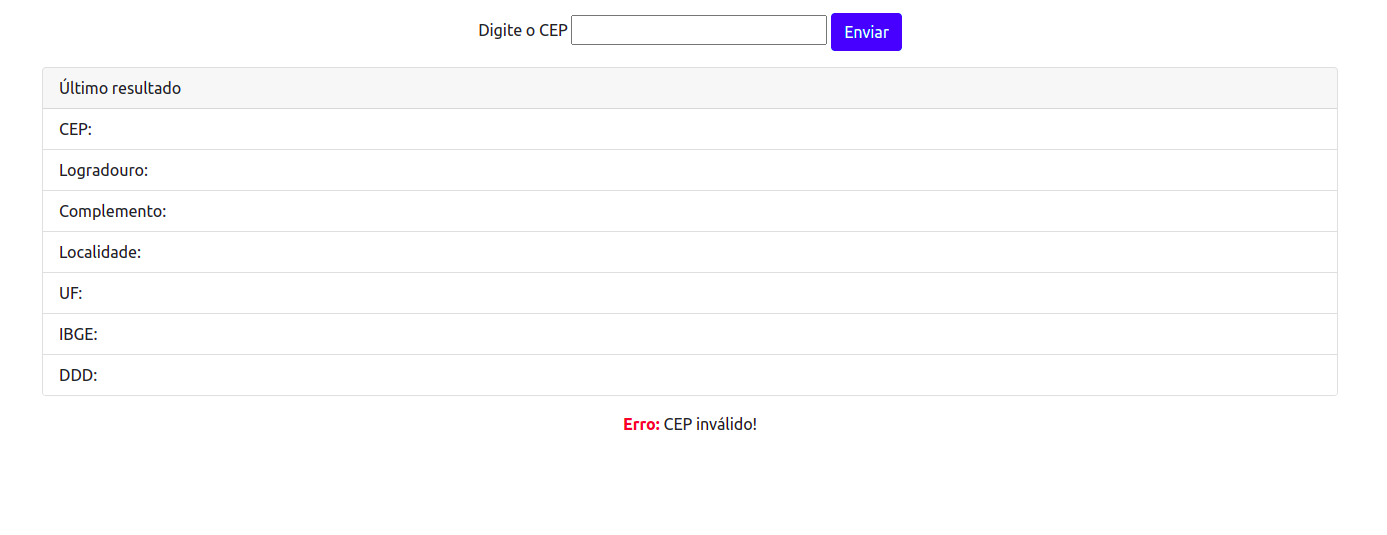 Digite o CEP Enviar
Último resultado
CEP:
Logradouro:
Complemento:
Localidade:
UF:
IBGE:
DDD:
Erro: CEP inválido!